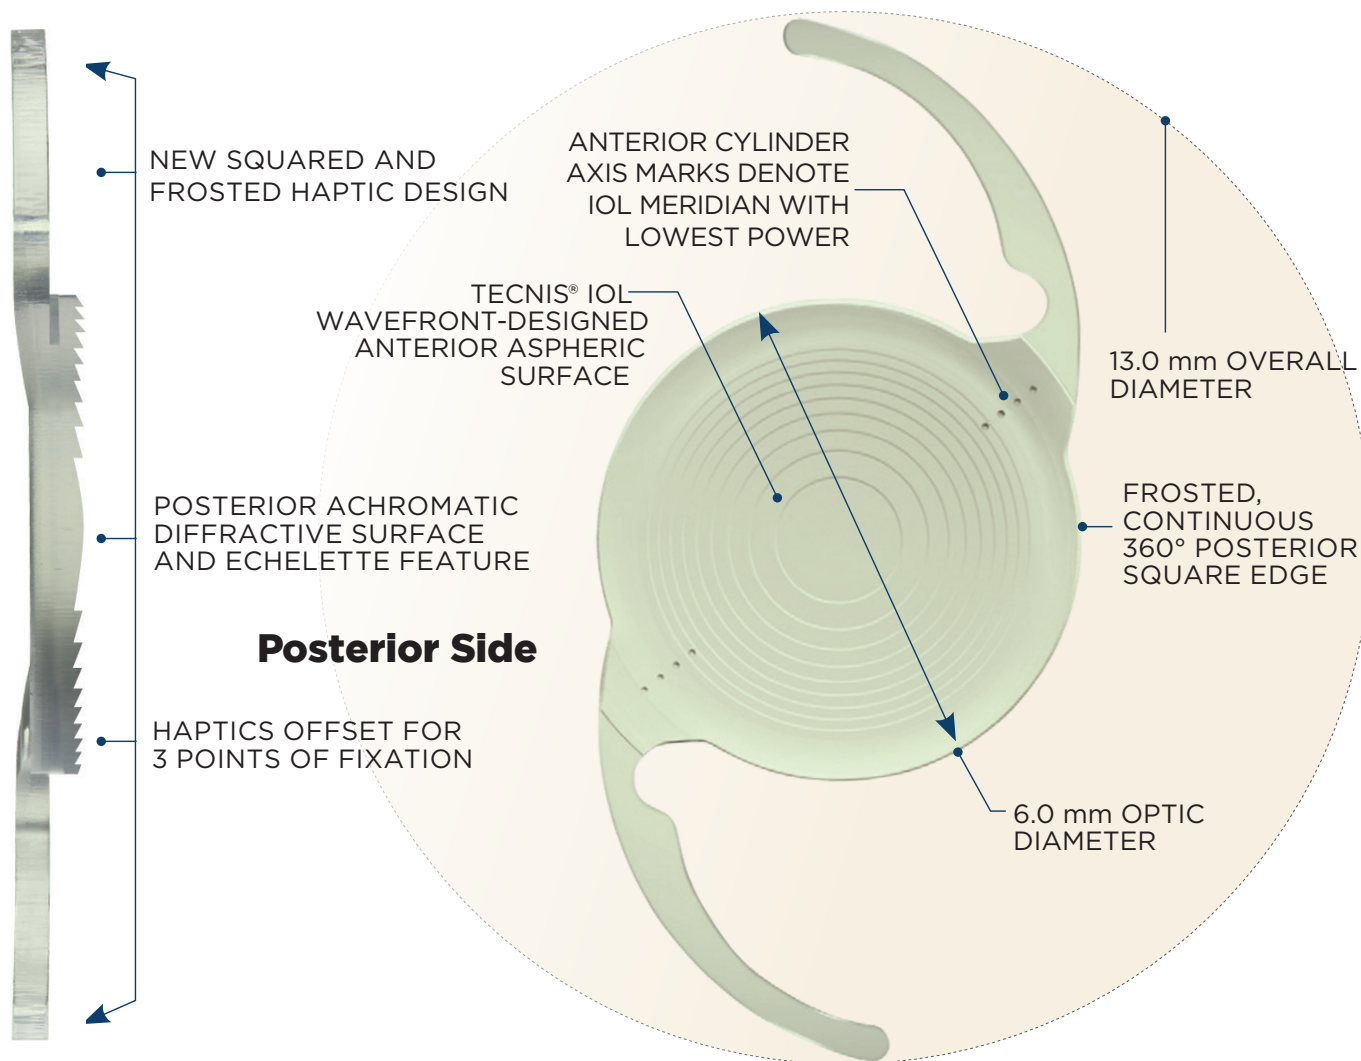 NEW SQUARED AND
FROSTED HAPTIC DESIGN
ANTERIOR CYLINDER
AXIS MARKS DENOTE
IOL MERIDIAN WITH
LOWEST POWER
TECNIS® IOL
WAVEFRONT-DESIGNED
ANTERIOR ASPHERIC
SURFACE
13.0 mm OVERALL
DIAMETER
POSTERIOR ACHROMATIC
DIFFRACTIVE SURFACE
AND ECHELETTE FEATURE
FROSTED,
CONTINUOUS
360° POSTERIOR
SQUARE EDGE
Posterior Side
HAPTICS OFFSET FOR
3 POINTS OF FIXATION
6.0 mm OPTIC
DIAMETER